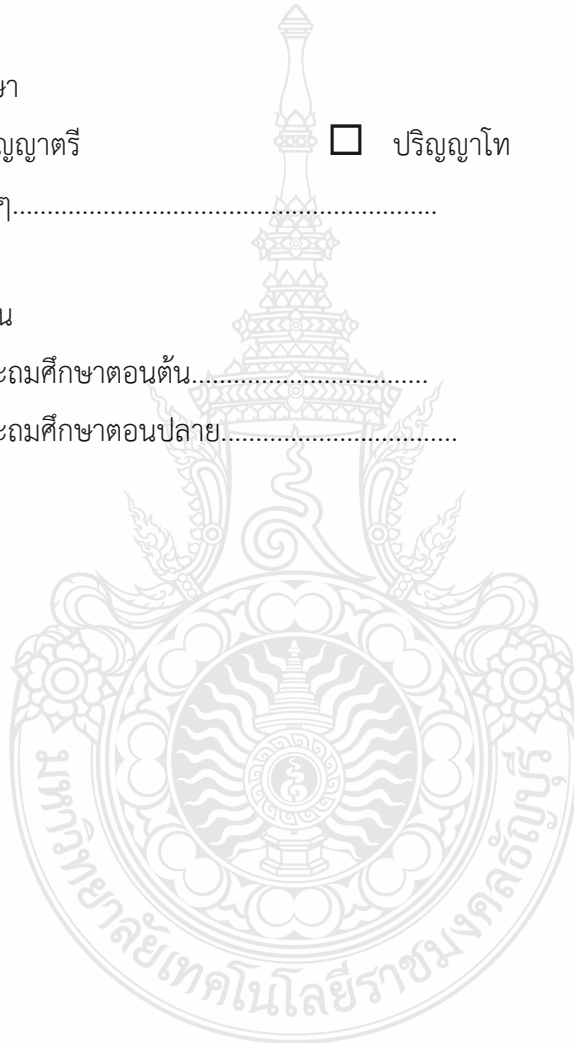 ษา
ญญาตรี ☐ ปริญญาโท
ๆ.............................................................
น
ะถมศึกษาตอนต้น..................................
ะถมศึกษาตอนปลาย..................................
มหาวิทยาลัยเทคโนโลยีราชมงคลธัญบุรี